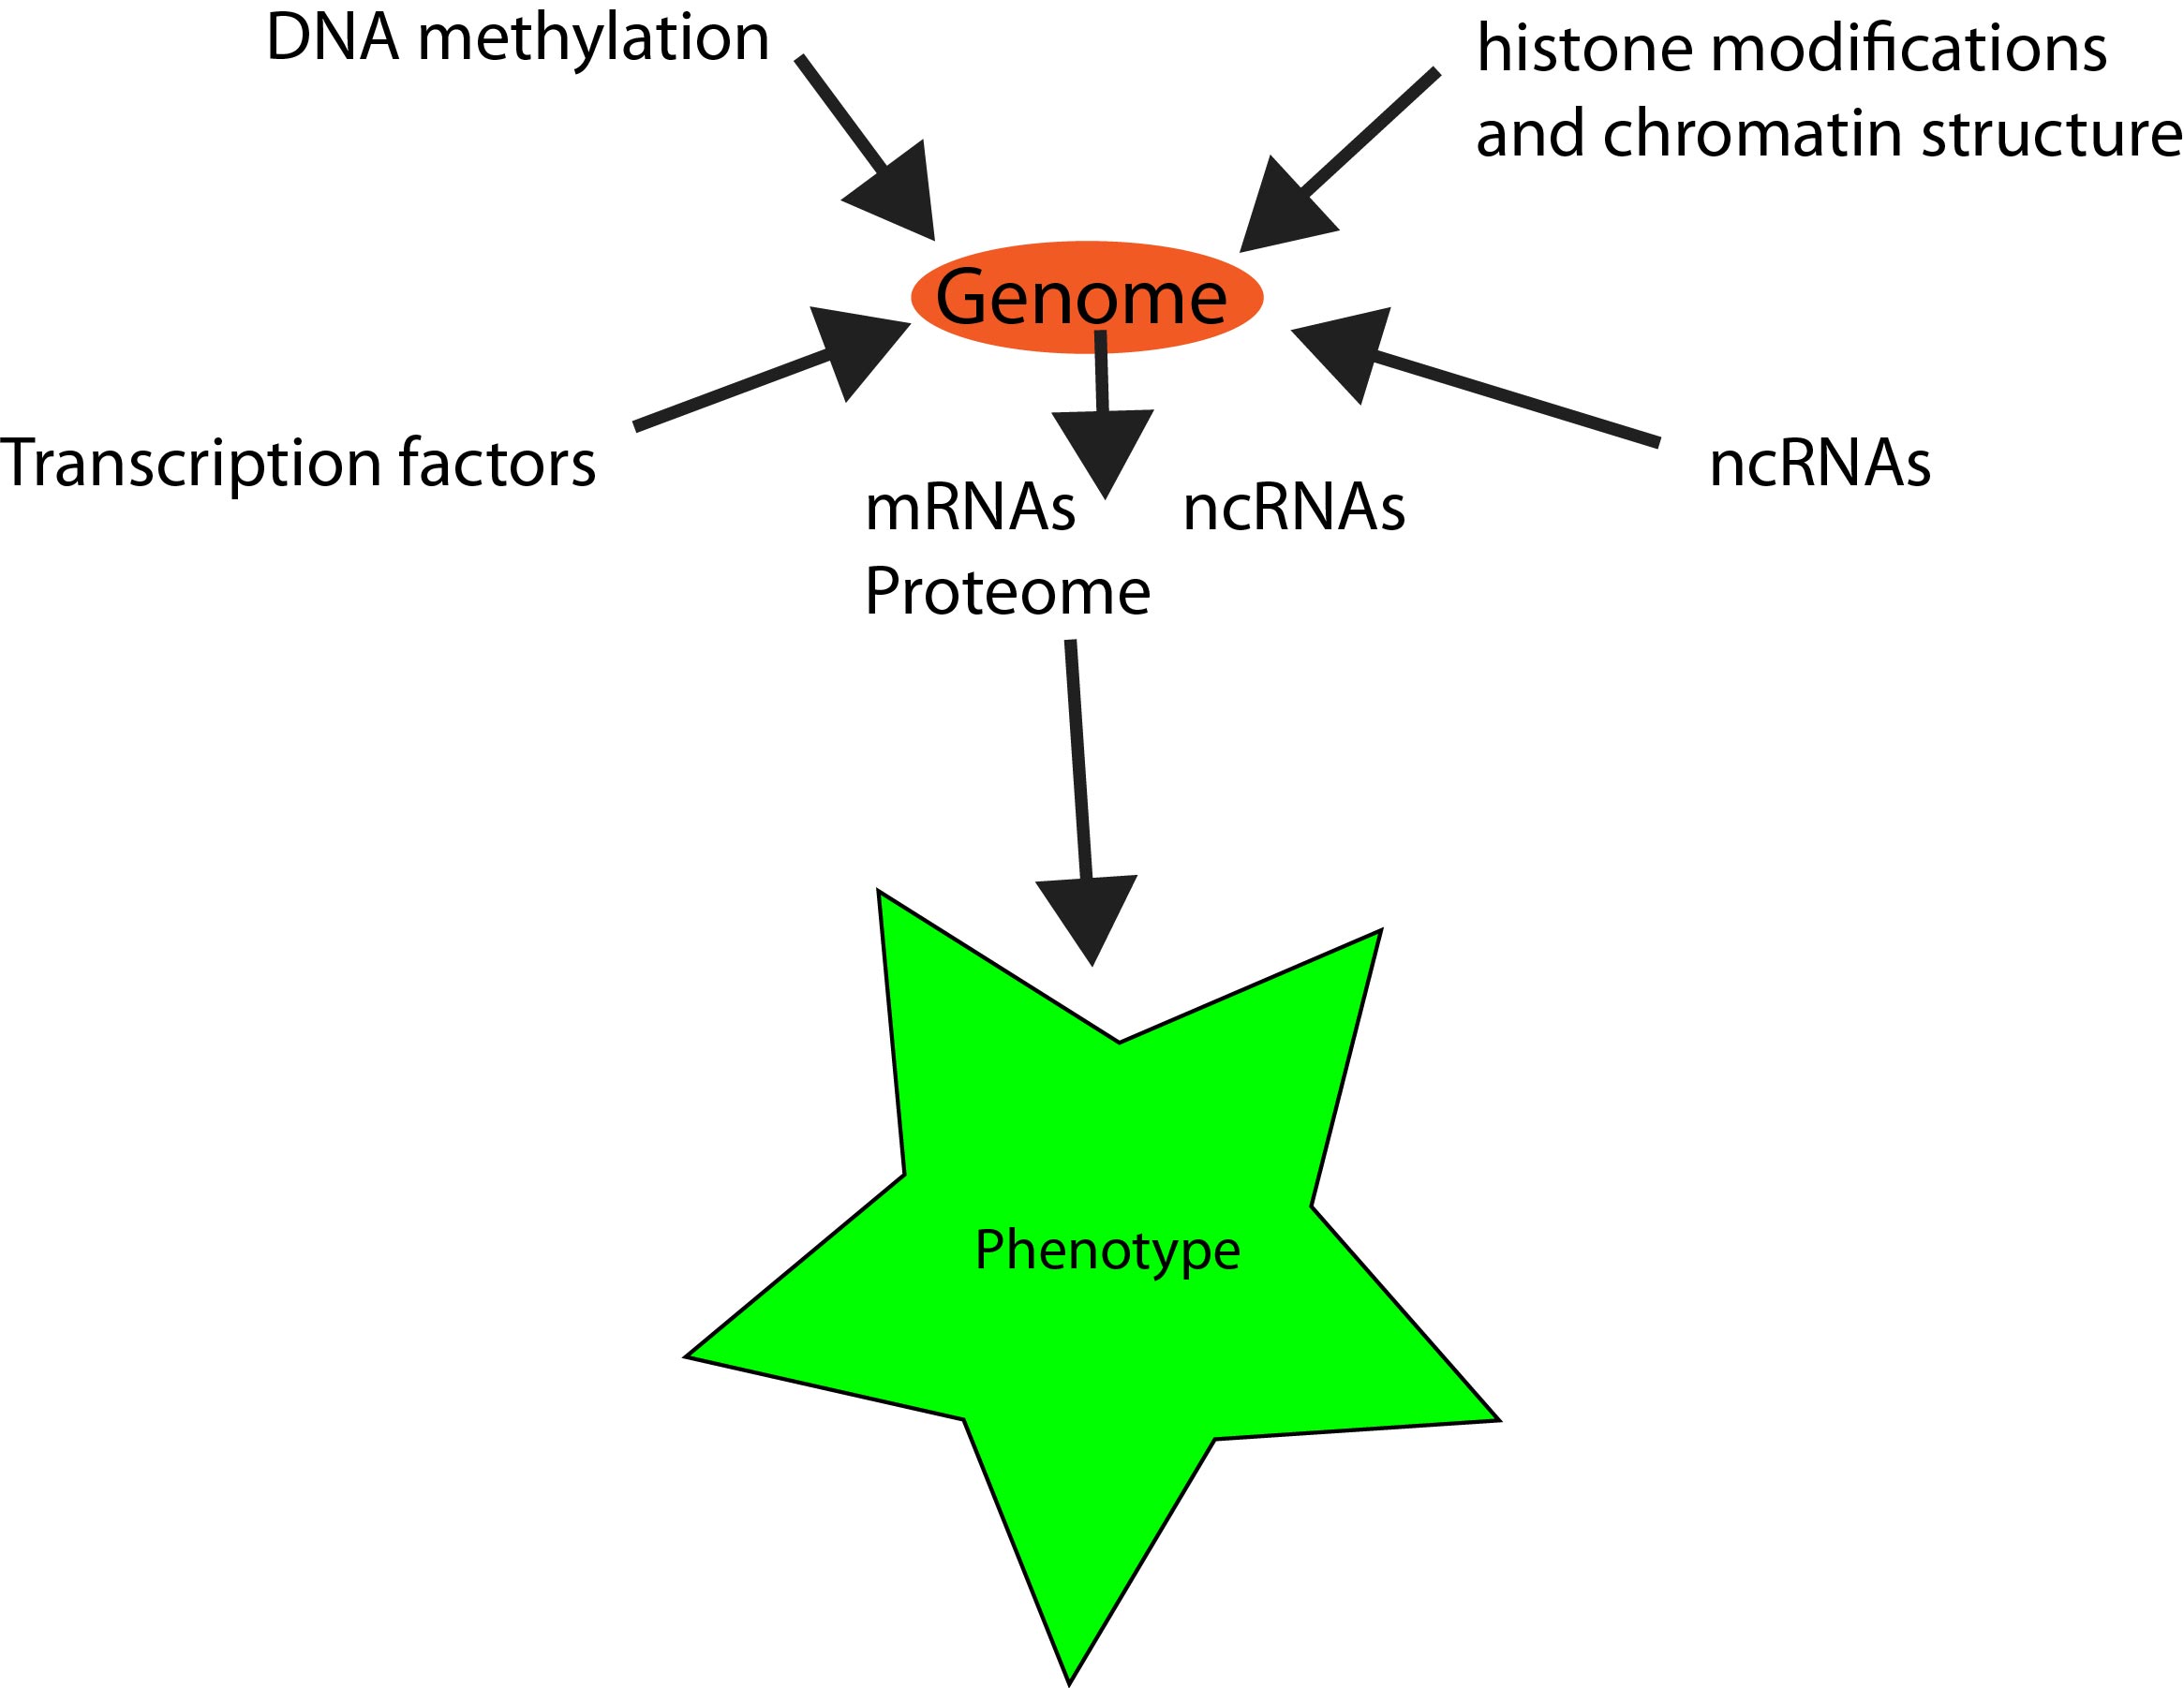 DNA methylation
histone modifications
and chromatin structure
Genome
Transcription factors
ncRNAs
mRNAs
ncRNAs
Proteome
Phenotype